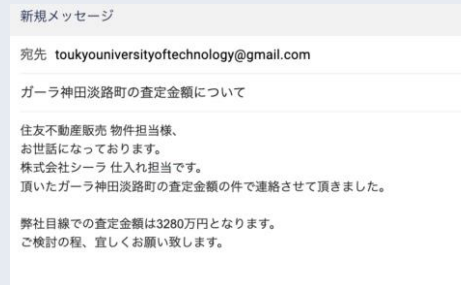 新規メッセージ
宛先 toukyouniversityoftechnology@gmail.com
ガーラ神田淡路町の査定金額について
住友不動産販売 物件担当様、
お世話になっております。
株式会社シーラ 仕入れ担当です。
頂いたガーラ神田淡路町の査定金額の件で連絡させて頂きました。
弊社目線での査定金額は3280万円となります。
ご検討の程、宜しくお願い致します。